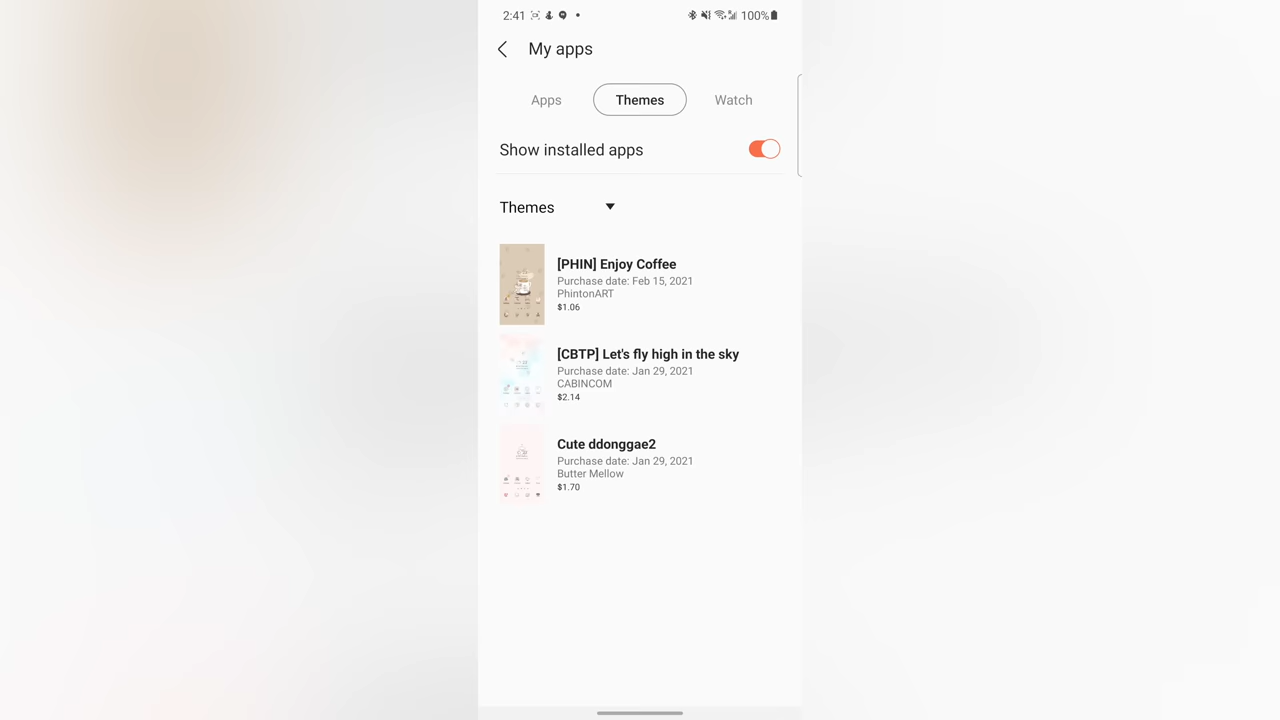 2:41 100%
My apps
Apps Themes Watch
Show installed apps
Themes
[PHIN] Enjoy Coffee
Purchase date: Feb 15, 2021
PhintonART
$1.06
[CBTP] Let's fly high in the sky
Purchase date: Jan 29, 2021
CABINCOM
$2.14
Cute ddonggae2
Purchase date: Jan 29, 2021
Butter Mellow
$1.70